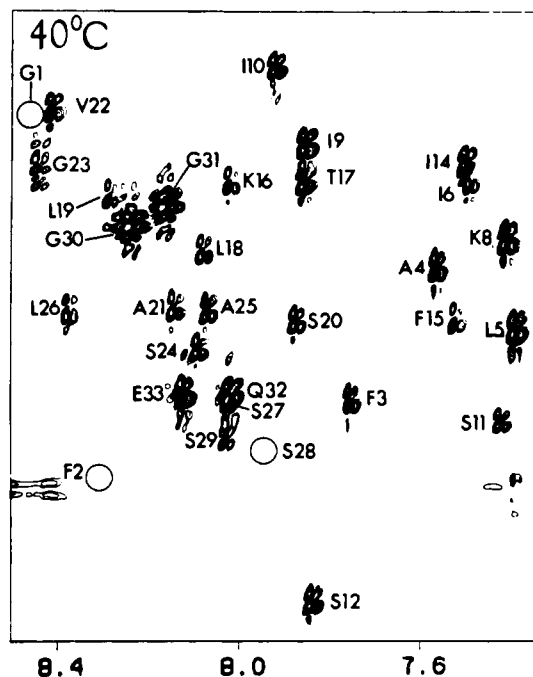 40°C
G1
I10
V22
I9
G23
G31
K16
T17
I14
I6
L19
G30
L18
K8
A4
L26
A21
A25
S20
F15
L5
S24
E33
Q32
S27
F3
S11
S29
S28
F2
S12
8.4 8.0 7.6